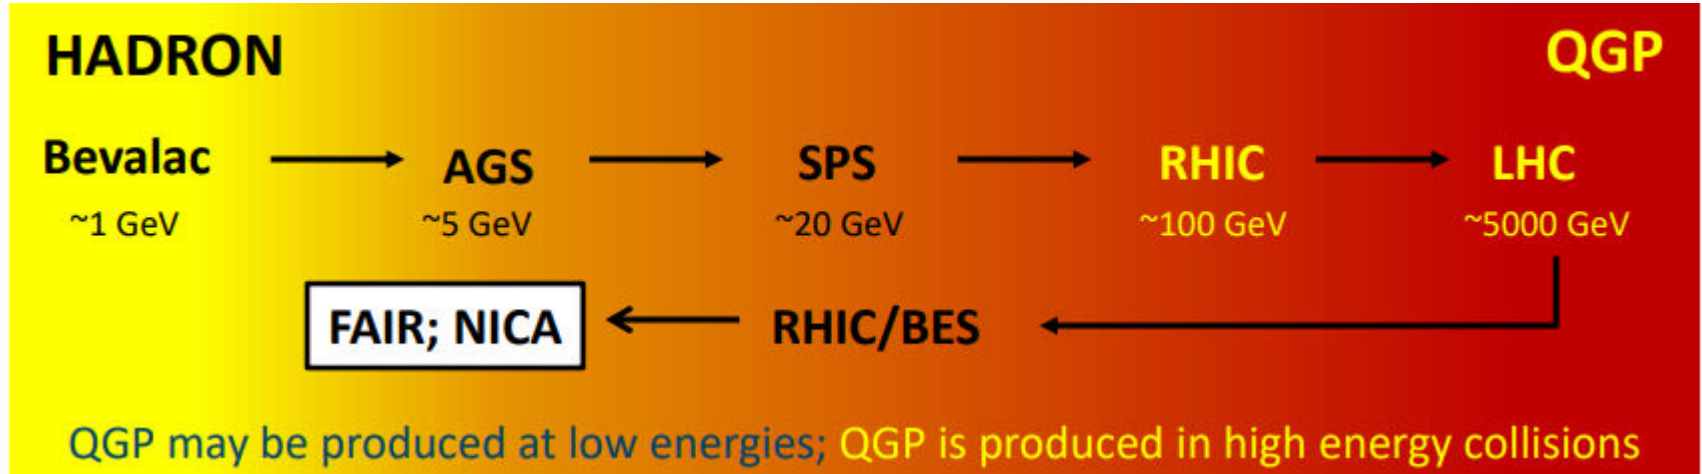 HADRON QGP
Bevalac AGS SPS RHIC LHC
~1 GeV ~5 GeV ~20 GeV ~100 GeV ~5000 GeV
FAIR; NICA RHIC/BES
QGP may be produced at low energies; QGP is produced in high energy collisions